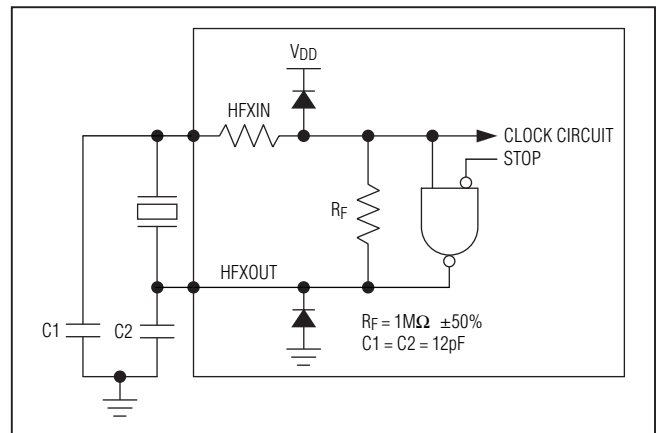 VDD
HFXIN
CLOCK CIRCUIT
STOP
RF
HFXOUT
C1
C2
RF = 1MΩ ±50%
C1 = C2 = 12pF